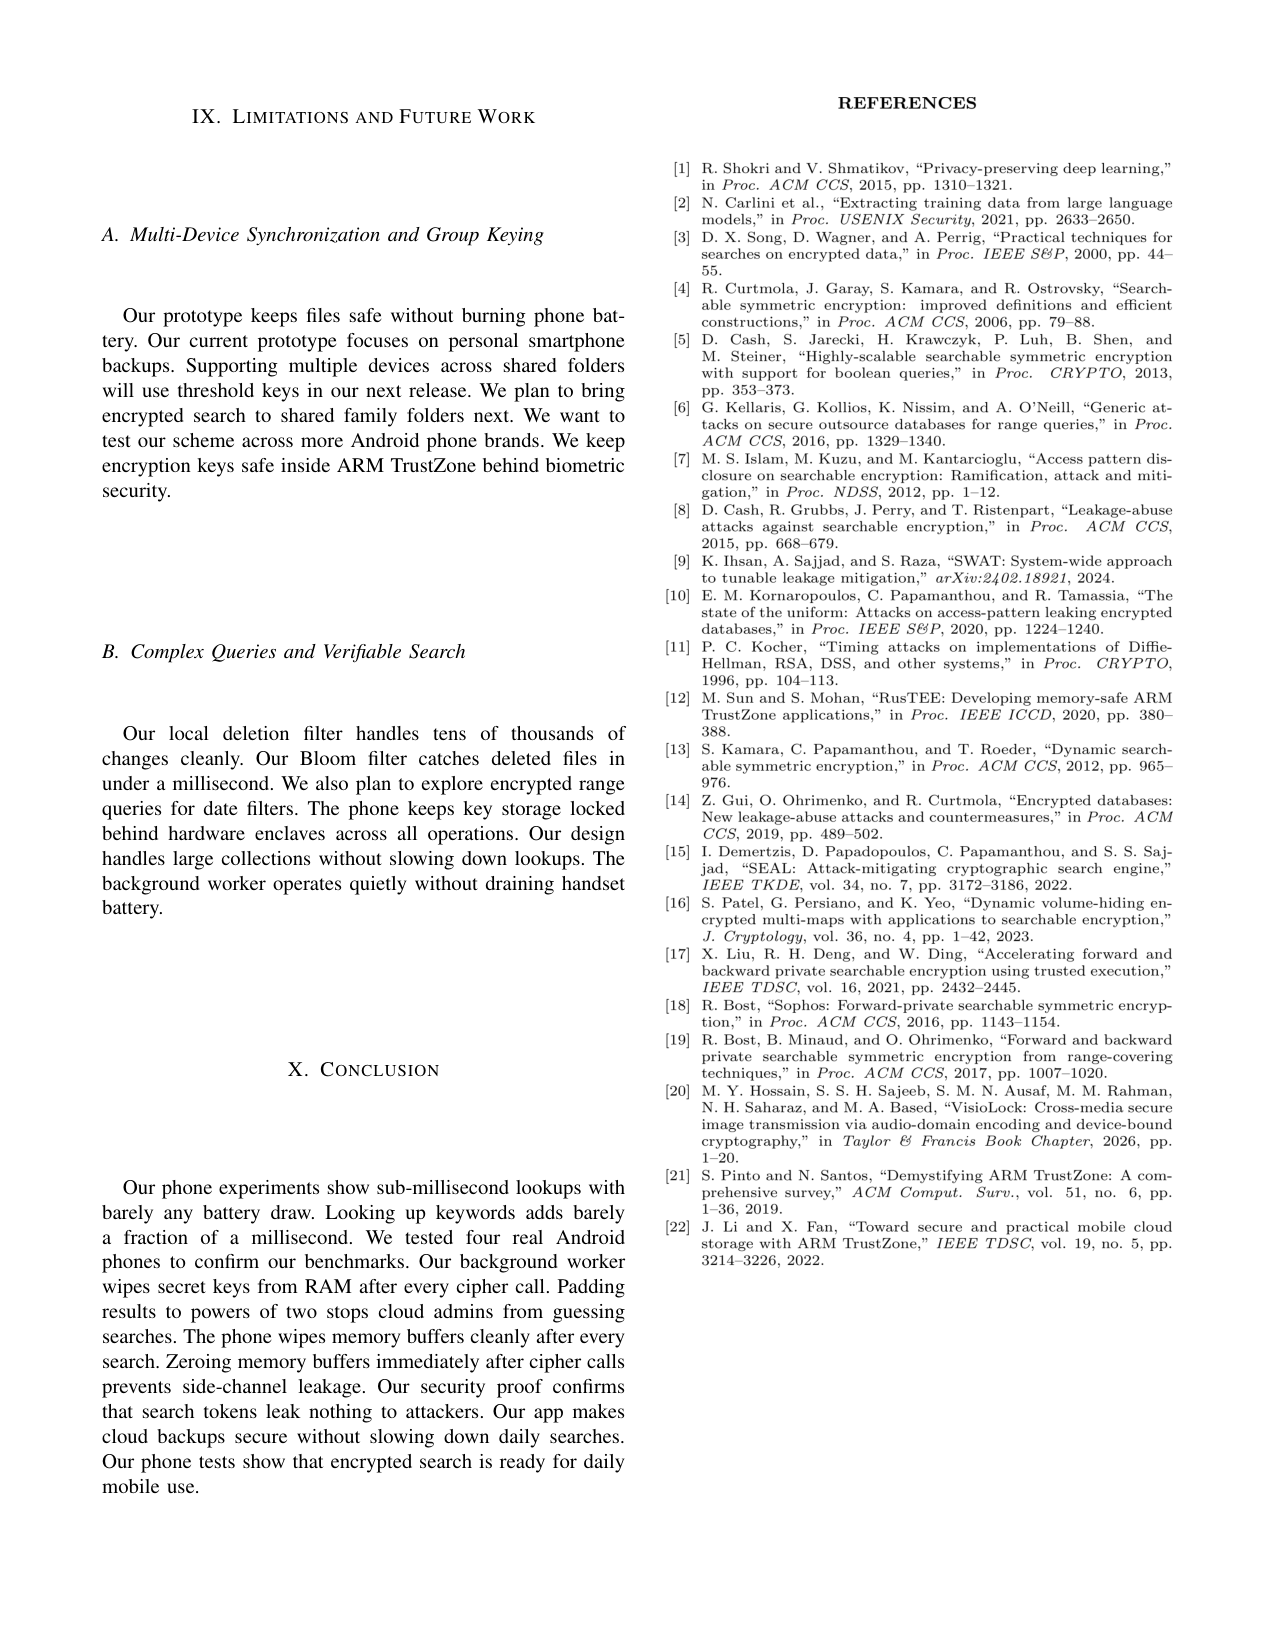 IX. LIMITATIONS AND FUTURE WORK
A. Multi-Device Synchronization and Group Keying
Our prototype keeps files safe without burning phone bat-
tery. Our current prototype focuses on personal smartphone
backups. Supporting multiple devices across shared folders
will use threshold keys in our next release. We plan to bring
encrypted search to shared family folders next. We want to
test our scheme across more Android phone brands. We keep
encryption keys safe inside ARM TrustZone behind biometric
security.
B. Complex Queries and Verifiable Search
Our local deletion filter handles tens of thousands of
changes cleanly. Our Bloom filter catches deleted files in
under a millisecond. We also plan to explore encrypted range
queries for date filters. The phone keeps key storage locked
behind hardware enclaves across all operations. Our design
handles large collections without slowing down lookups. The
background worker operates quietly without draining handset
battery.
X. CONCLUSION
Our phone experiments show sub-millisecond lookups with
barely any battery draw. Looking up keywords adds barely
a fraction of a millisecond. We tested four real Android
phones to confirm our benchmarks. Our background worker
wipes secret keys from RAM after every cipher call. Padding
results to powers of two stops cloud admins from guessing
searches. The phone wipes memory buffers cleanly after every
search. Zeroing memory buffers immediately after cipher calls
prevents side-channel leakage. Our security proof confirms
that search tokens leak nothing to attackers. Our app makes
cloud backups secure without slowing down daily searches.
Our phone tests show that encrypted search is ready for daily
mobile use.
REFERENCES
[1] R. Shokri and V. Shmatikov, “Privacy-preserving deep learning,”
in Proc. ACM CCS, 2015, pp. 1310–1321.
[2] N. Carlini et al., “Extracting training data from large language
models,” in Proc. USENIX Security, 2021, pp. 2633–2650.
[3] D. X. Song, D. Wagner, and A. Perrig, “Practical techniques for
searches on encrypted data,” in Proc. IEEE S&P, 2000, pp. 44–
55.
[4] R. Curtmola, J. Garay, S. Kamara, and R. Ostrovsky, “Search-
able symmetric encryption: improved definitions and efficient
constructions,” in Proc. ACM CCS, 2006, pp. 79–88.
[5] D. Cash, S. Jarecki, H. Krawczyk, P. Luh, B. Shen, and
M. Steiner, “Highly-scalable searchable symmetric encryption
with support for boolean queries,” in Proc. CRYPTO, 2013,
pp. 353–373.
[6] G. Kellaris, G. Kollios, K. Nissim, and A. O’Neill, “Generic at-
tacks on secure outsource databases for range queries,” in Proc.
ACM CCS, 2016, pp. 1329–1340.
[7] M. S. Islam, M. Kuzu, and M. Kantarcioglu, “Access pattern dis-
closure on searchable encryption: Ramification, attack and miti-
gation,” in Proc. NDSS, 2012, pp. 1–12.
[8] D. Cash, R. Grubbs, J. Perry, and T. Ristenpart, “Leakage-abuse
attacks against searchable encryption,” in Proc. ACM CCS,
2015, pp. 668–679.
[9] K. Ihsan, A. Sajjad, and S. Raza, “SWAT: System-wide approach
to tunable leakage mitigation,” arXiv:2402.18921, 2024.
[10] E. M. Kornaropoulos, C. Papamanthou, and R. Tamassia, “The
state of the uniform: Attacks on access-pattern leaking encrypted
databases,” in Proc. IEEE S&P, 2020, pp. 1224–1240.
[11] P. C. Kocher, “Timing attacks on implementations of Diffie-
Hellman, RSA, DSS, and other systems,” in Proc. CRYPTO,
1996, pp. 104–113.
[12] M. Sun and S. Mohan, “RusTEE: Developing memory-safe ARM
TrustZone applications,” in Proc. IEEE ICCD, 2020, pp. 380–
388.
[13] S. Kamara, C. Papamanthou, and T. Roeder, “Dynamic search-
able symmetric encryption,” in Proc. ACM CCS, 2012, pp. 965–
976.
[14] Z. Gui, O. Ohrimenko, and R. Curtmola, “Encrypted databases:
New leakage-abuse attacks and countermeasures,” in Proc. ACM
CCS, 2019, pp. 489–502.
[15] I. Demertzis, D. Papadopoulos, C. Papamanthou, and S. S. Saj-
jad, “SEAL: Attack-mitigating cryptographic search engine,”
IEEE TKDE, vol. 34, no. 7, pp. 3172–3186, 2022.
[16] S. Patel, G. Persiano, and K. Yeo, “Dynamic volume-hiding en-
crypted multi-maps with applications to searchable encryption,”
J. Cryptology, vol. 36, no. 4, pp. 1–42, 2023.
[17] X. Liu, R. H. Deng, and W. Ding, “Accelerating forward and
backward private searchable encryption using trusted execution,”
IEEE TDSC, vol. 16, 2021, pp. 2432–2445.
[18] R. Bost, “Sophos: Forward-private searchable symmetric encryp-
tion,” in Proc. ACM CCS, 2016, pp. 1143–1154.
[19] R. Bost, B. Minaud, and O. Ohrimenko, “Forward and backward
private searchable symmetric encryption from range-covering
techniques,” in Proc. ACM CCS, 2017, pp. 1007–1020.
[20] M. Y. Hossain, S. S. H. Sajeeb, S. M. N. Ausaf, M. M. Rahman,
N. H. Saharaz, and M. A. Based, “VisioLock: Cross-media secure
image transmission via audio-domain encoding and device-bound
cryptography,” in Taylor & Francis Book Chapter, 2026, pp.
1–20.
[21] S. Pinto and N. Santos, “Demystifying ARM TrustZone: A com-
prehensive survey,” ACM Comput. Surv., vol. 51, no. 6, pp.
1–36, 2019.
[22] J. Li and X. Fan, “Toward secure and practical mobile cloud
storage with ARM TrustZone,” IEEE TDSC, vol. 19, no. 5, pp.
3214–3226, 2022.